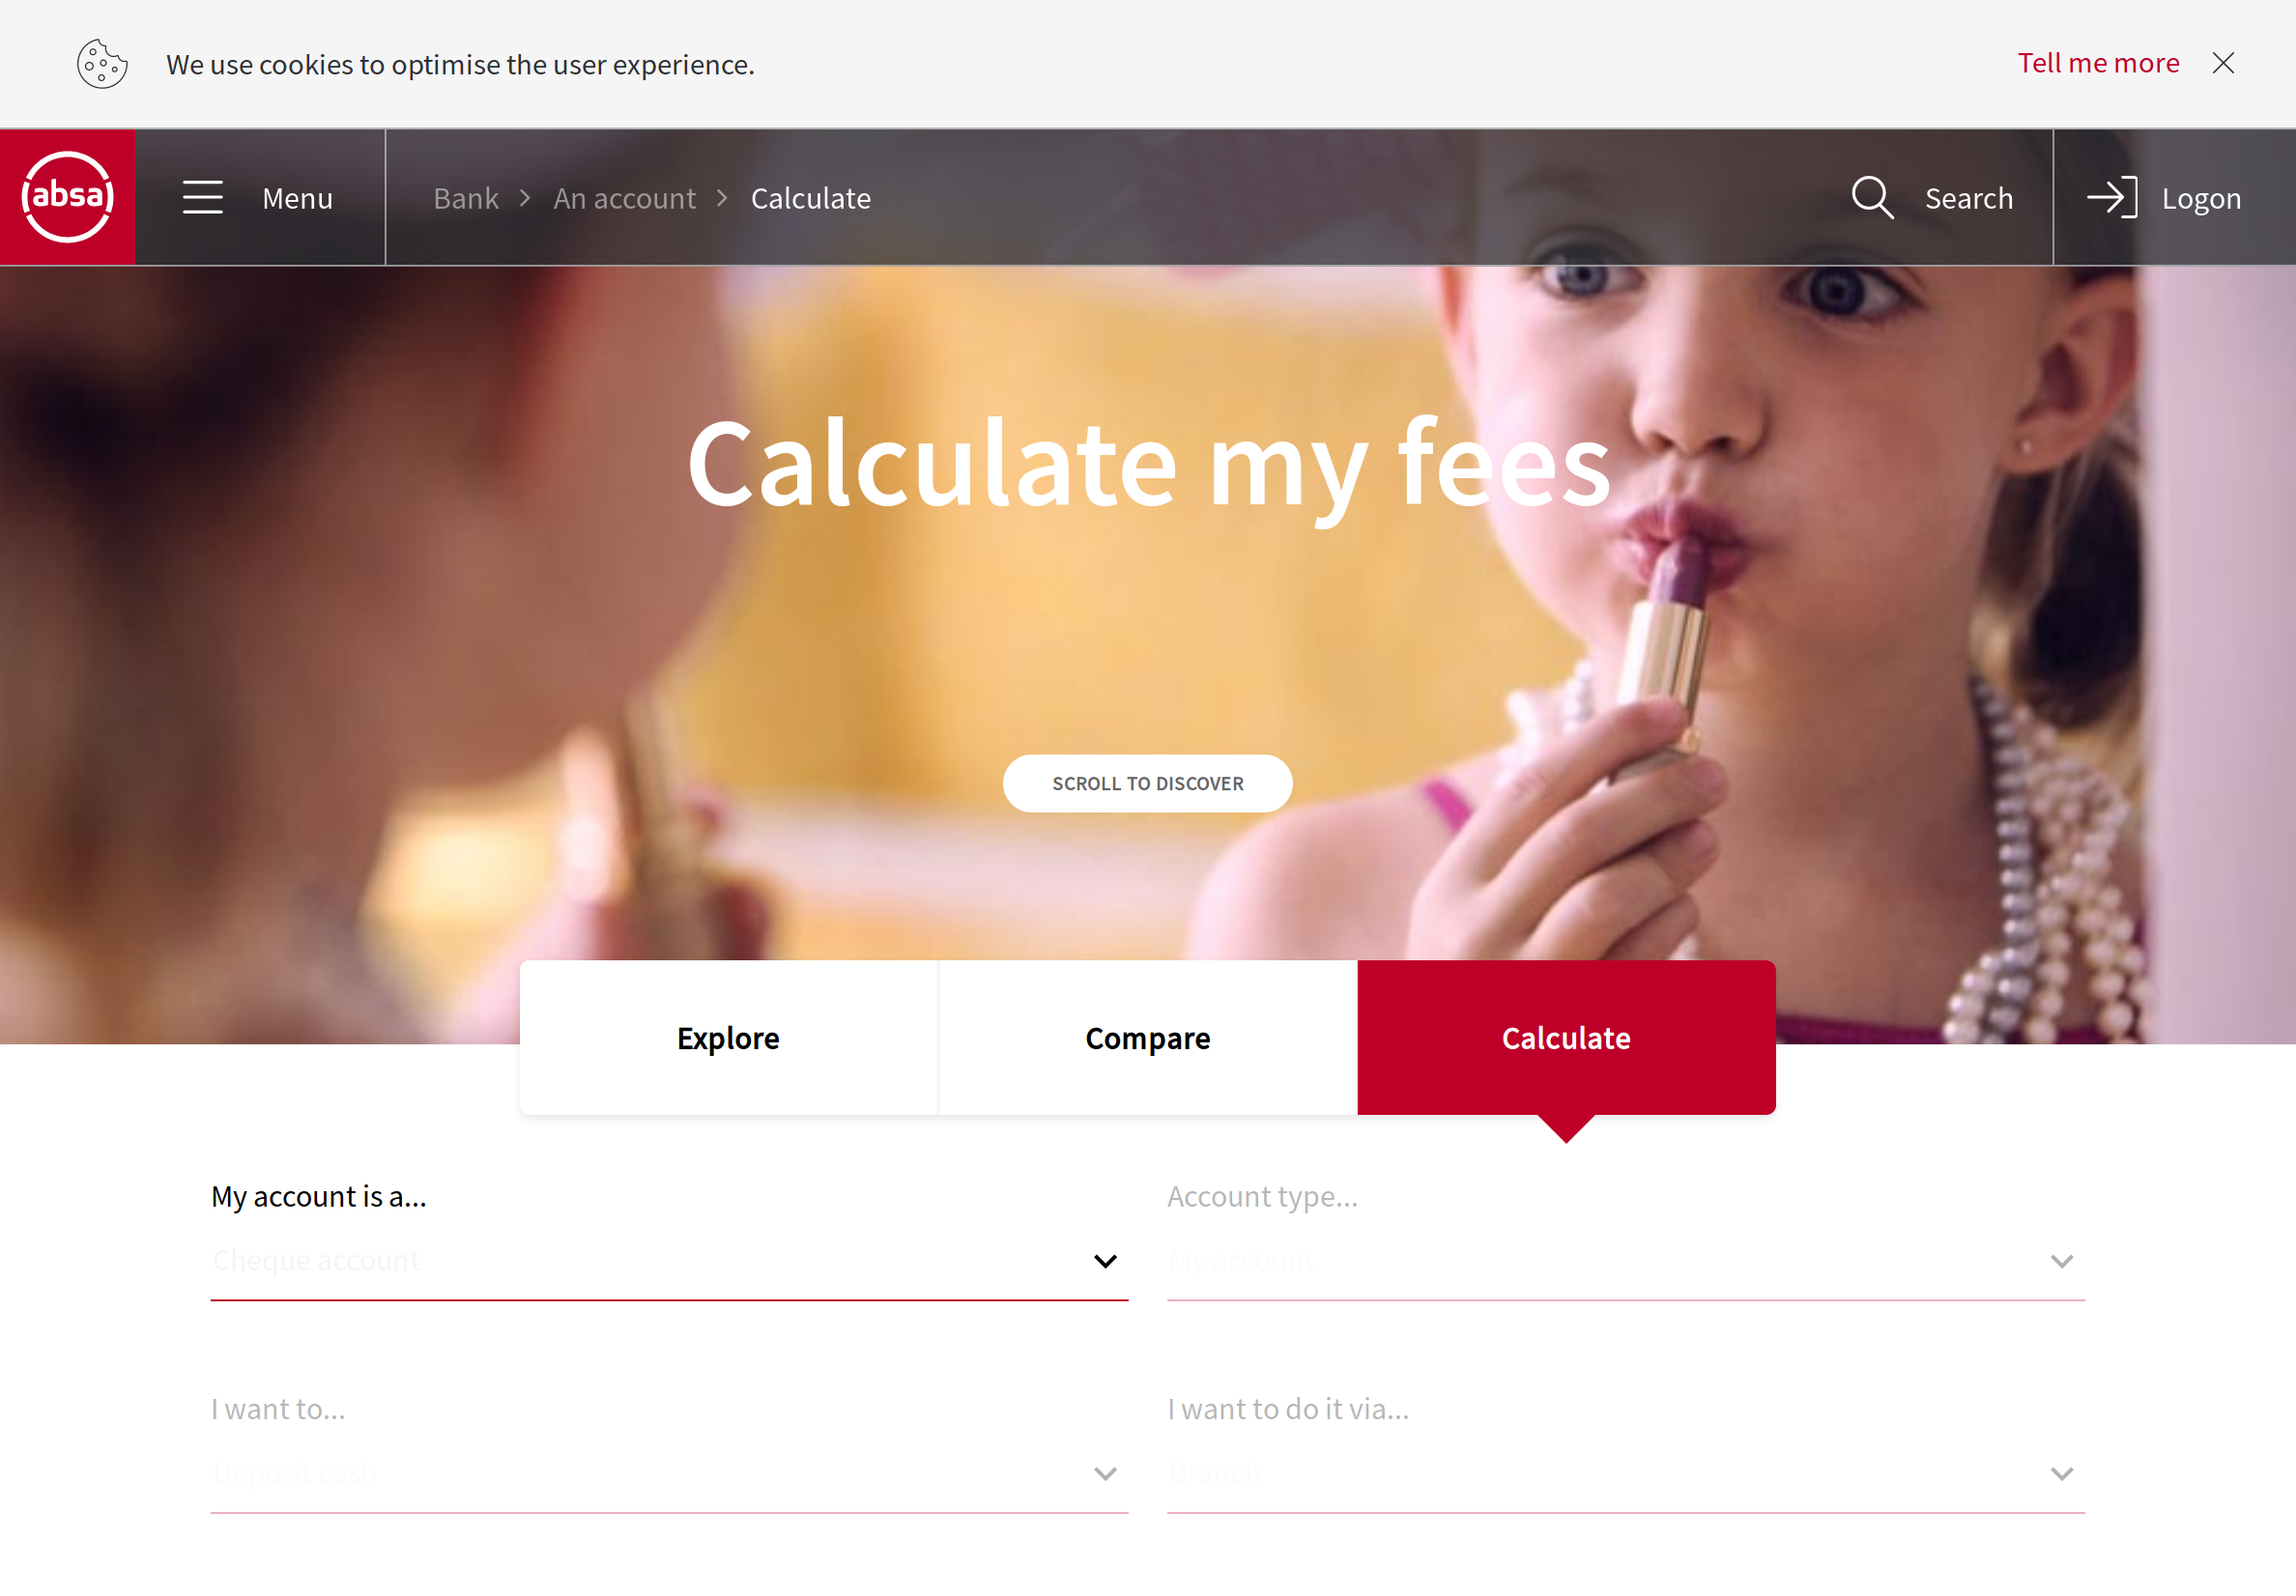 We use cookies to optimise the user experience.
Tell me more
absa
Menu
Bank > An account > Calculate
Search
Logon
Calculate my fees
SCROLL TO DISCOVER
Explore
Compare
Calculate
My account is a...
Account type...
Cheque account
My account
I want to...
I want to do it via...
Deposit cash
Branch